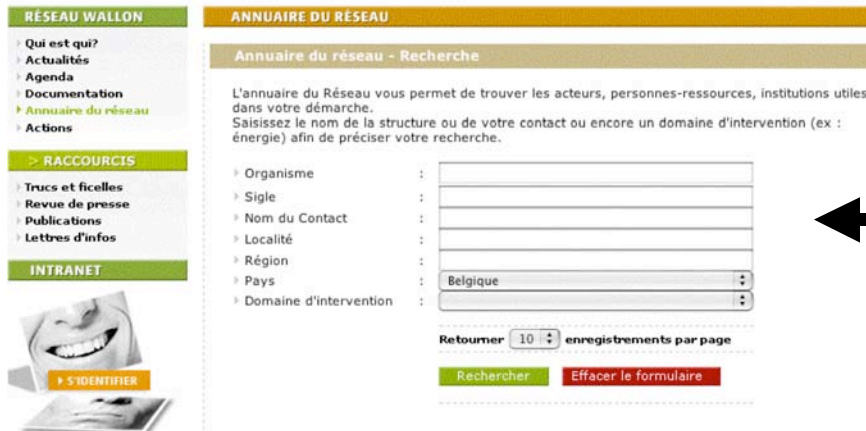 RÉSEAU WALLON
Qui est qui?
Actualités
Agenda
Documentation
Annuaire du réseau
Actions
> RACCOURCIS
Trucs et ficelles
Revue de presse
Publications
Lettres d'infos
INTRANET
S'IDENTIFIER
ANNUAIRE DU RÉSEAU
Annuaire du réseau - Recherche
L'annuaire du Réseau vous permet de trouver les acteurs, personnes-ressources, institutions utiles
dans votre démarche.
Saisissez le nom de la structure ou de votre contact ou encore un domaine d'intervention (ex :
énergie) afin de préciser votre recherche.
Organisme :
Sigle :
Nom du Contact :
Localité :
Région :
Pays : Belgique
Domaine d'intervention :
Retourner 10 enregistrements par page
Rechercher Effacer le formulaire